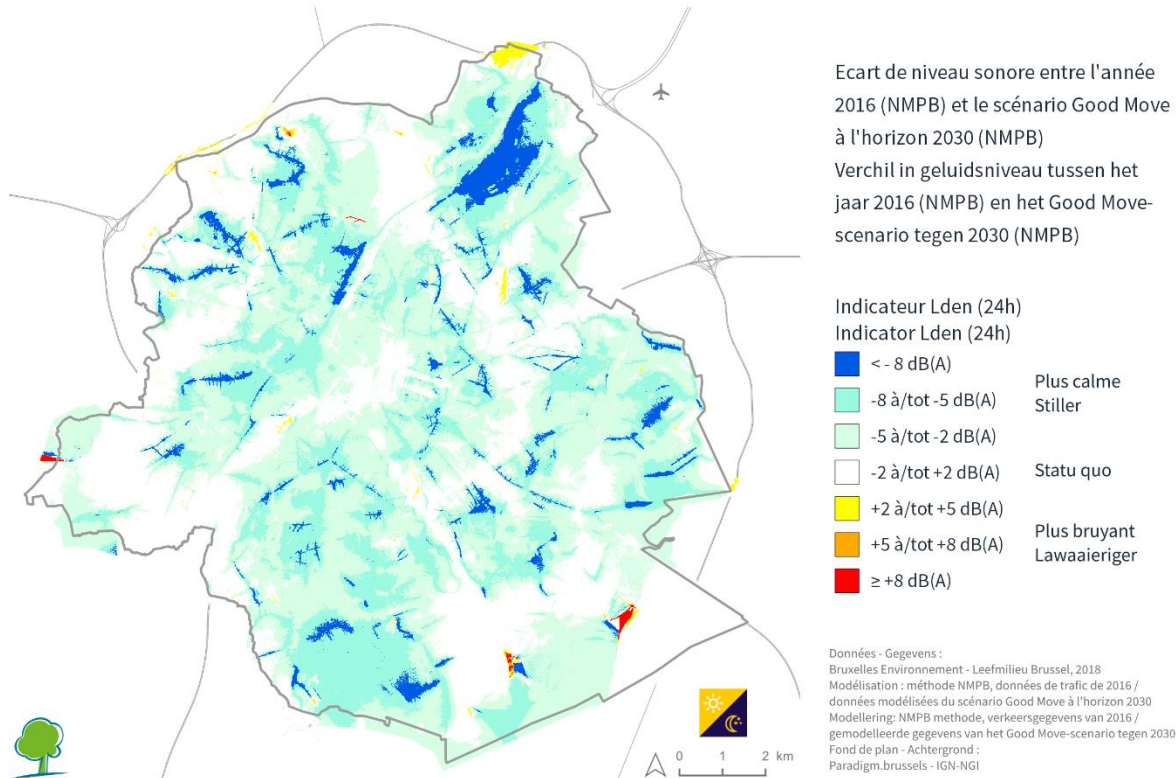 Ecart de niveau sonore entre l'année
2016 (NMPB) et le scénario Good Move
à l'horizon 2030 (NMPB)
Verchil in geluidsniveau tussen het
jaar 2016 (NMPB) en het Good Move-
scenario tegen 2030 (NMPB)
Indicateur Lden (24h)
Indicator Lden (24h)
< - 8 dB(A)
-8 à/tot -5 dB(A)
Plus calme
Stiller
-5 à/tot -2 dB(A)
-2 à/tot +2 dB(A) Statu quo
+2 à/tot +5 dB(A)
+5 à/tot +8 dB(A)
Plus bruyant
Lawaaieriger
≥ +8 dB(A)
Données - Gegevens :
Bruxelles Environnement - Leefmilieu Brussel, 2018
Modélisation : méthode NMPB, données de trafic de 2016 /
données modélisées du scénario Good Move à l'horizon 2030
Modellering: NMPB methode, verkeersgegevens van 2016 /
gemodelleerde gegevens van het Good Move-scenario tegen 2030
Fond de plan - Achtergrond :
Paradigm.brussels - IGN-NGI
0 1 2 km